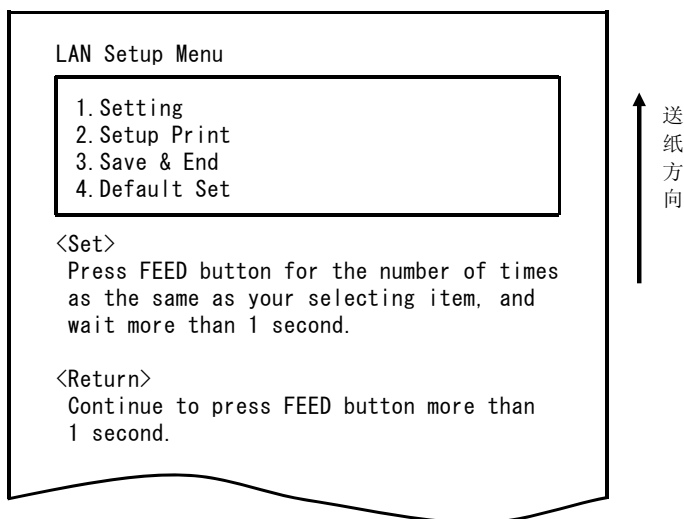 LAN Setup Menu
1.Setting
2.Setup Print
3.Save & End
4.Default Set
<Set>
Press FEED button for the number of times
as the same as your selecting item, and
wait more than 1 second.
<Return>
Continue to press FEED button more than
1 second.
送纸方向